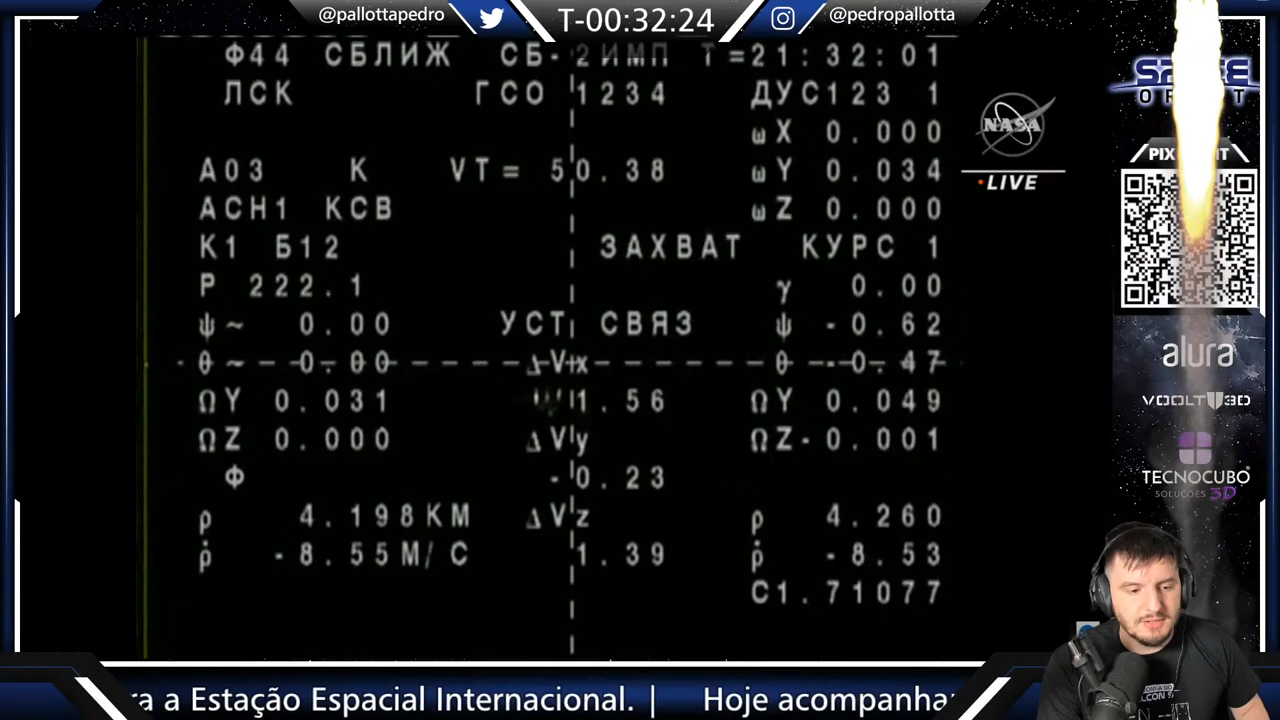 @pallottapedro
T-00:32:24
@pedropallotta
Ф44 СБЛИЖ СБ-2ИМП Т=21:32:01
ЛСК ГСО 1234 ДУС123 1
ωX 0.000
А03 К VT= 50.38 ωY 0.034
АСН1 КСВ ωZ 0.000
К1 Б12 ЗАХВАТ КУРС 1
Р 222.1 γ 0.00
ψ~ 0.00 УСТ СВЯЗ ψ -0.62
θ~ 0.00 ΔVx θ -0.47
ΩY 0.031 1.56 ΩY 0.049
ΩZ 0.000 ΔVy ΩZ-0.001
Ф -0.23
ρ 4.198КМ ΔVz ρ 4.260
ρ̇ -8.55М/С 1.39 ρ̇ -8.53
С1.71077
NASA
LIVE
alura
VOOLT3D
TECNOCUBO
SOLUÇÕES 3D
ra a Estação Espacial Internacional. | Hoje acompanha